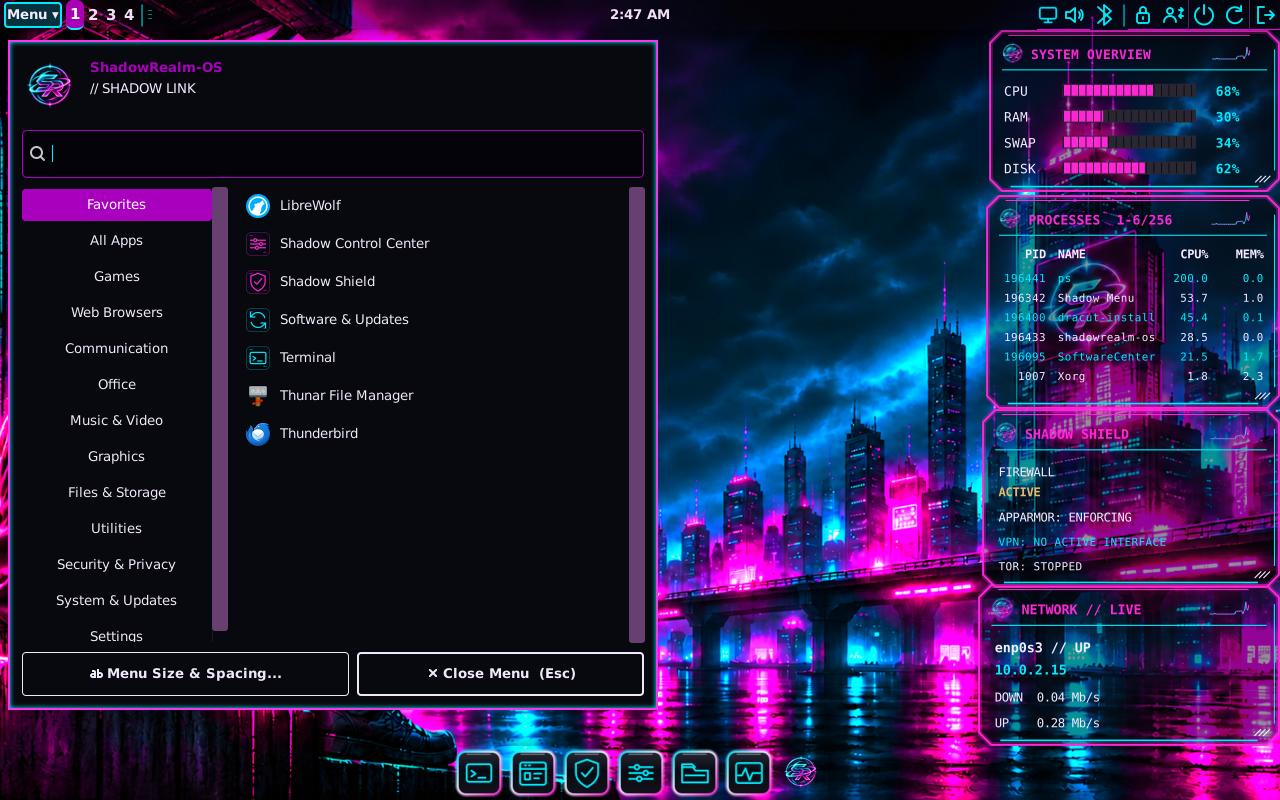 Menu ▾ 1 2 3 4
2:47 AM
ShadowRealm-OS
// SHADOW LINK
Favorites
All Apps
Games
Web Browsers
Communication
Office
Music & Video
Graphics
Files & Storage
Utilities
Security & Privacy
System & Updates
Settings
LibreWolf
Shadow Control Center
Shadow Shield
Software & Updates
Terminal
Thunar File Manager
Thunderbird
ab Menu Size & Spacing...
✕ Close Menu (Esc)
SYSTEM OVERVIEW
CPU 68%
RAM 30%
SWAP 34%
DISK 62%
PROCESSES 1-6/256
PID NAME CPU% MEM%
196441 ps 200.0 0.0
196342 Shadow Menu 53.7 1.0
196400 dracut-install 45.4 0.1
196433 shadowrealm-os 28.5 0.0
196095 SoftwareCenter 21.5 1.7
1007 Xorg 1.8 2.3
SHADOW SHIELD
FIREWALL
ACTIVE
APPARMOR: ENFORCING
VPN: NO ACTIVE INTERFACE
TOR: STOPPED
NETWORK // LIVE
enp0s3 // UP
10.0.2.15
DOWN 0.04 Mb/s
UP 0.28 Mb/s